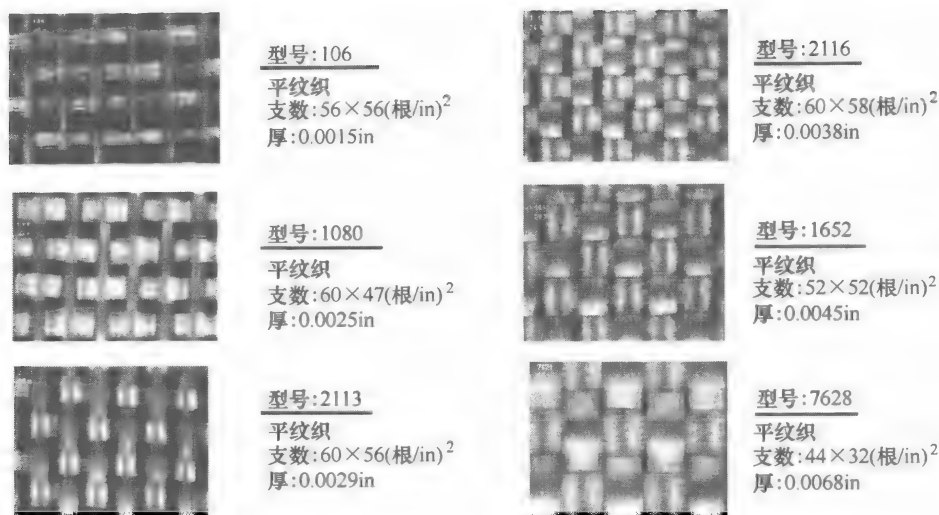 型号:106
平纹织
支数:56×56(根/in)²
厚:0.0015in
型号:1080
平纹织
支数:60×47(根/in)²
厚:0.0025in
型号:2113
平纹织
支数:60×56(根/in)²
厚:0.0029in
型号:2116
平纹织
支数:60×58(根/in)²
厚:0.0038in
型号:1652
平纹织
支数:52×52(根/in)²
厚:0.0045in
7628
型号:7628
平纹织
支数:44×32(根/in)²
厚:0.0068in